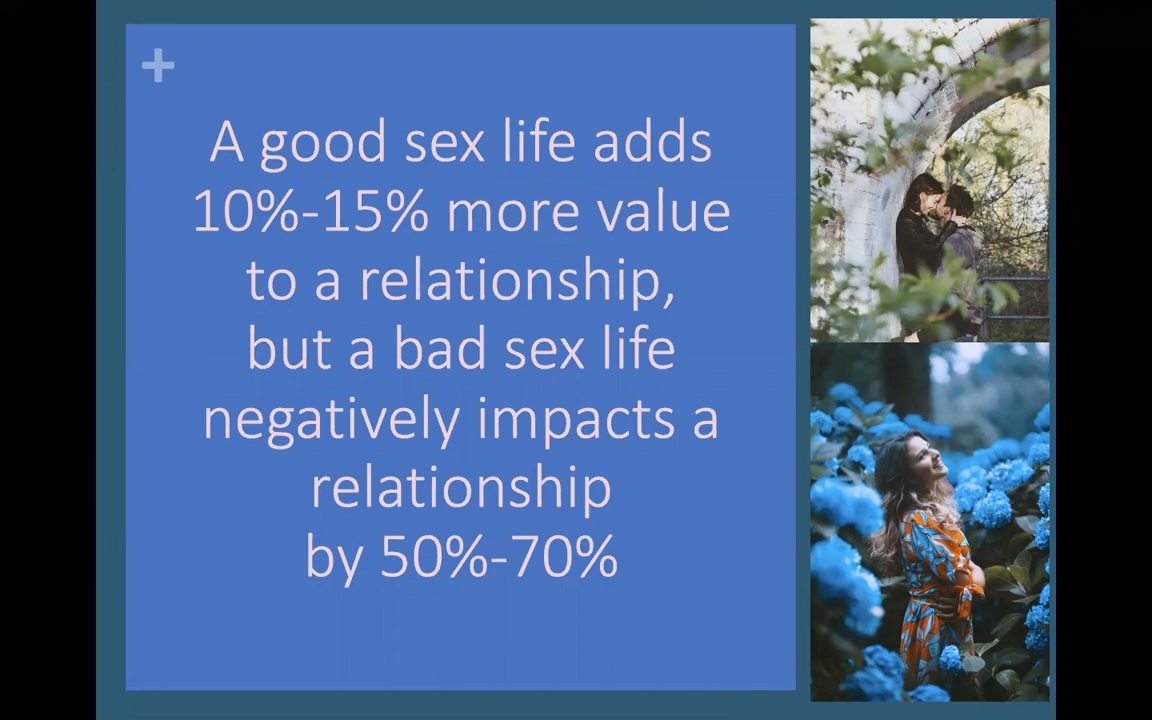 +
A good sex life adds
10%-15% more value
to a relationship,
but a bad sex life
negatively impacts a
relationship
by 50%-70%